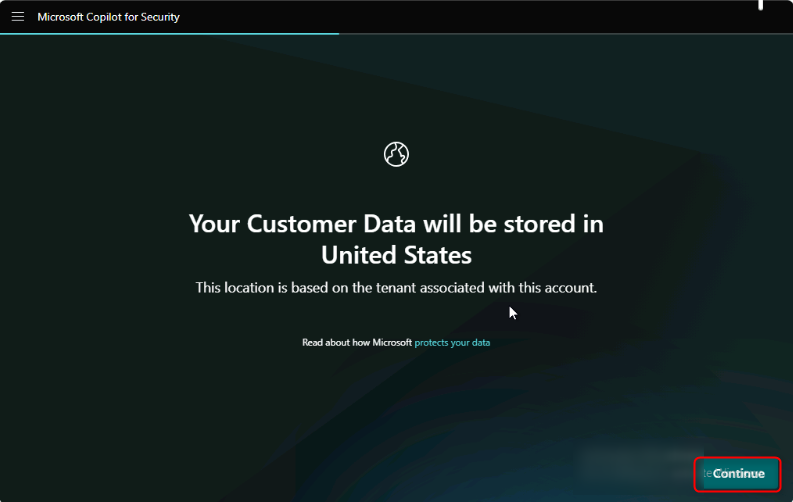 Microsoft Copilot for Security
Your Customer Data will be stored in
United States
This location is based on the tenant associated with this account.
Read about how Microsoft protects your data
Continue